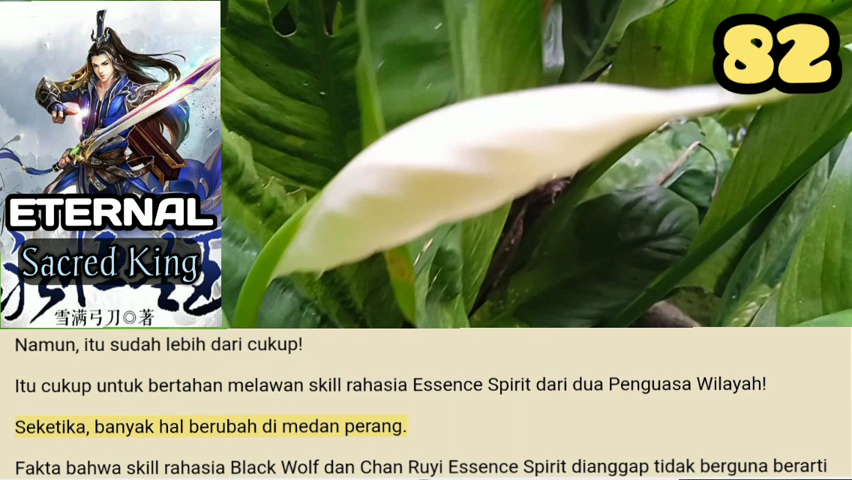 82
ETERNAL
Sacred King
雪满弓刀◎著
Namun, itu sudah lebih dari cukup!
Itu cukup untuk bertahan melawan skill rahasia Essence Spirit dari dua Penguasa Wilayah!
Seketika, banyak hal berubah di medan perang.
Fakta bahwa skill rahasia Black Wolf dan Chan Ruyi Essence Spirit dianggap tidak berguna berarti